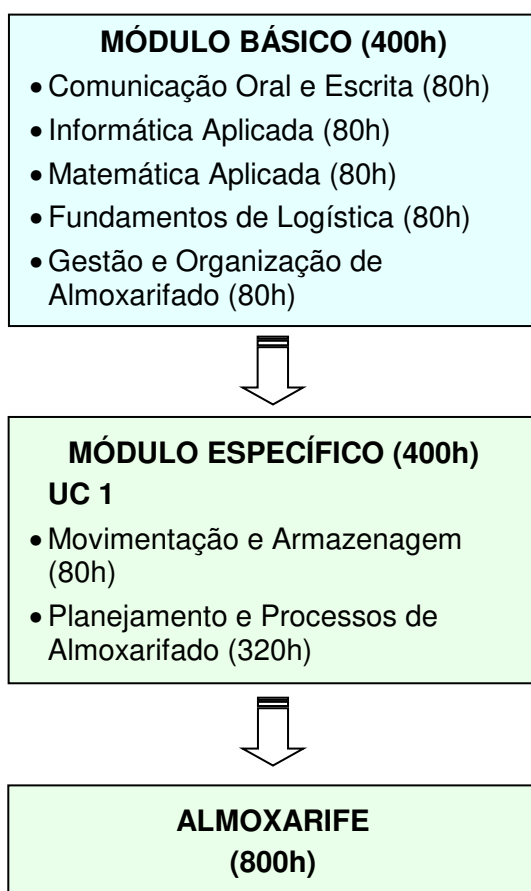 MÓDULO BÁSICO (400h)
• Comunicação Oral e Escrita (80h)
• Informática Aplicada (80h)
• Matemática Aplicada (80h)
• Fundamentos de Logística (80h)
• Gestão e Organização de
Almoxarifado (80h)
MÓDULO ESPECÍFICO (400h)
UC 1
• Movimentação e Armazenagem
(80h)
• Planejamento e Processos de
Almoxarifado (320h)
ALMOXARIFE
(800h)